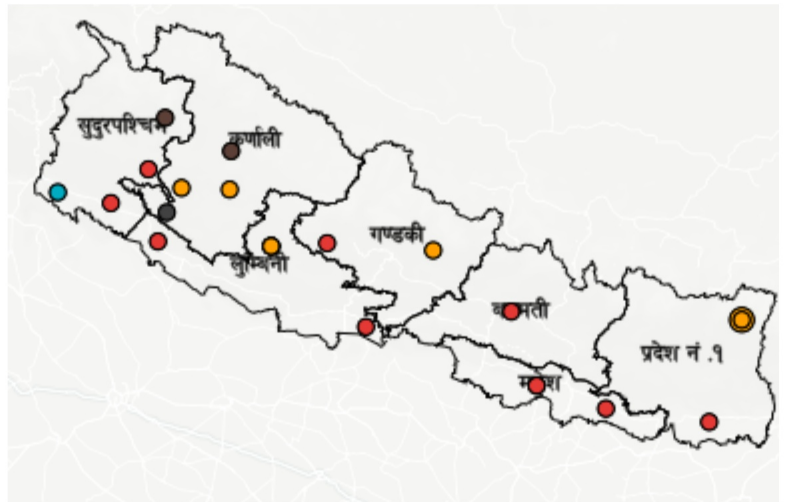 सुदुरपश्चिम
कर्णाली
गण्डकी
लुम्बिनी
प्रदेश नं .१